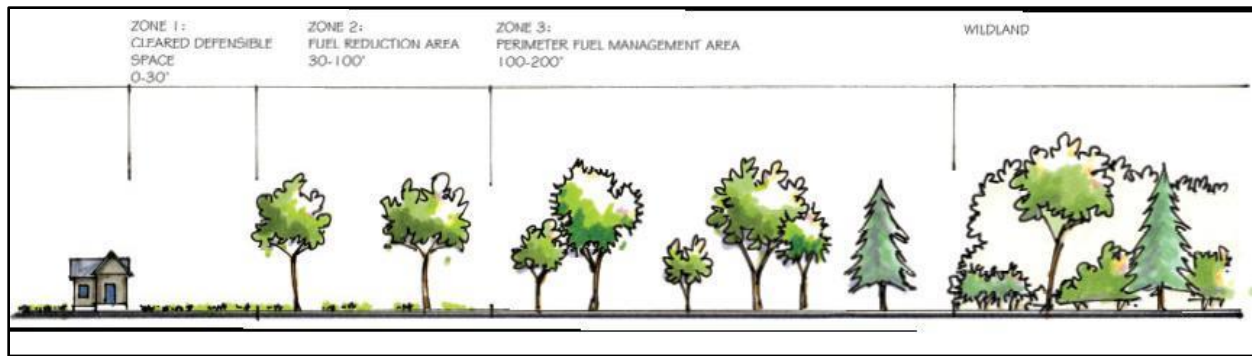 ZONE 1:
CLEARED DEFENSIBLE
SPACE
0-30'
ZONE 2:
FUEL REDUCTION AREA
30-100'
ZONE 3:
PERIMETER FUEL MANAGEMENT AREA
100-200'
WILDLAND